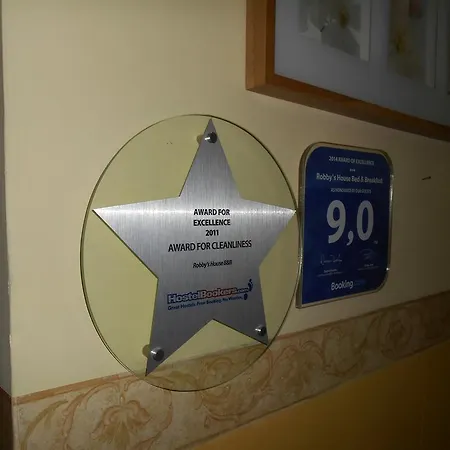 AWARD FOR
EXCELLENCE
2011
AWARD FOR CLEANLINESS
Robby's House B&B
HostelBookers.com
2014 AWARD OF EXCELLENCE
Robby's House Bed & Breakfast
9,0
Booking